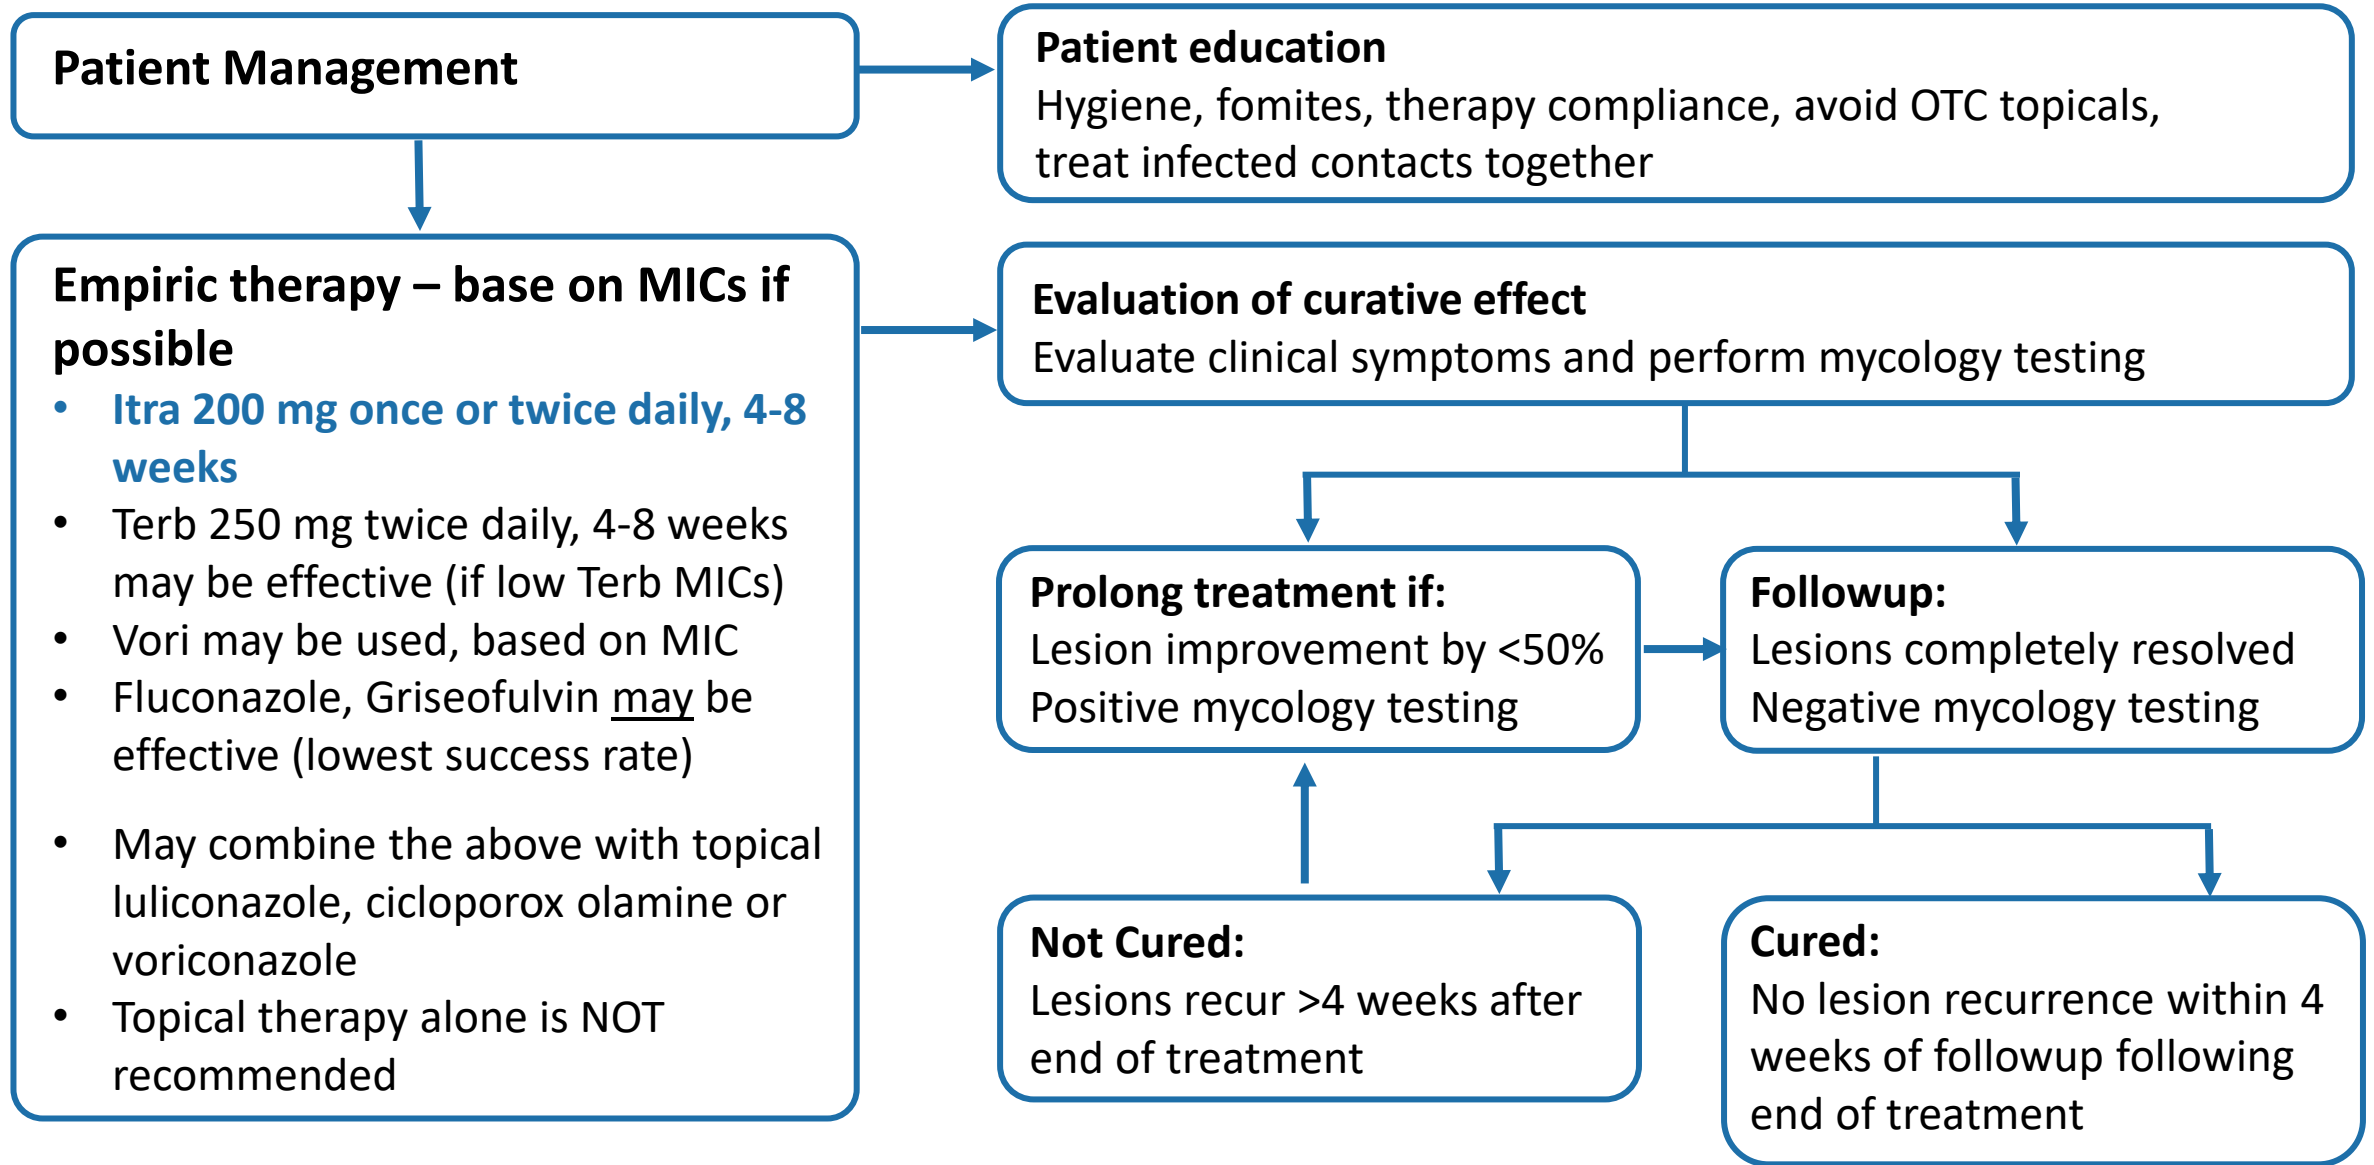 Patient Management
Patient education
Hygiene, fomites, therapy compliance, avoid OTC topicals,
treat infected contacts together
Empiric therapy – base on MICs if
possible
• Itra 200 mg once or twice daily, 4-8
weeks
• Terb 250 mg twice daily, 4-8 weeks
may be effective (if low Terb MICs)
• Vori may be used, based on MIC
• Fluconazole, Griseofulvin may be
effective (lowest success rate)
• May combine the above with topical
luliconazole, cicloporox olamine or
voriconazole
• Topical therapy alone is NOT
recommended
Evaluation of curative effect
Evaluate clinical symptoms and perform mycology testing
Prolong treatment if:
Lesion improvement by <50%
Positive mycology testing
Followup:
Lesions completely resolved
Negative mycology testing
Not Cured:
Lesions recur >4 weeks after
end of treatment
Cured:
No lesion recurrence within 4
weeks of followup following
end of treatment